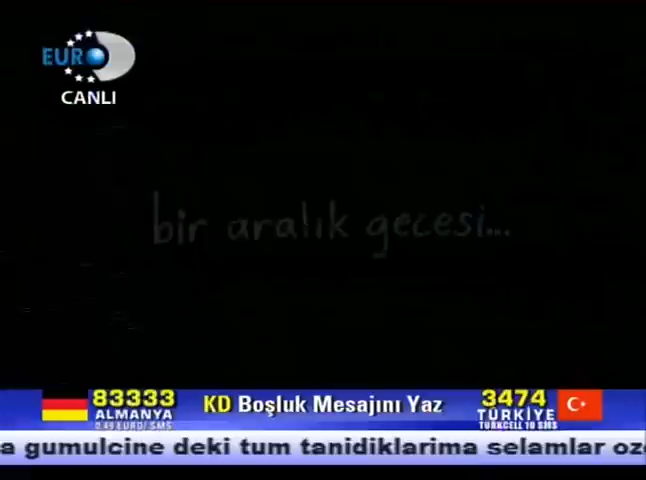 EURO D
CANLI
bir aralık gecesi...
83333
ALMANYA
0.49 EURO/SMS
KD Boşluk Mesajını Yaz
3474
TÜRKİYE
TURKCELL 10 SMS
a gumulcine deki tum tanidiklarima selamlar oz